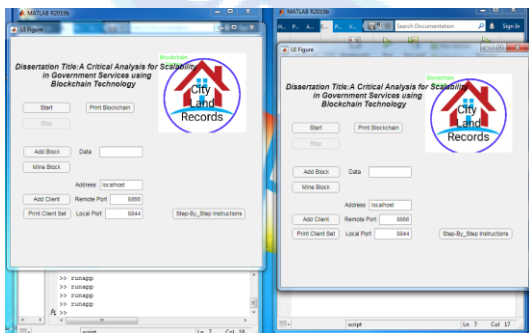 MATLAB R2019b
UI Figure
Blockchain
Dissertation Title:A Critical Analysis for Scalability
in Government Services using
Blockchain Technology
City
Land
Records
Start
Print Blockchain
Stop
Add Block
Data
Mine Block
Address
localhost
Add Client
Remote Port
8866
Print Client Set
Local Port
8844
Step-By_Step Instructions
>> runapp
>> runapp
>> runapp
>> runapp
fx >>
script
Ln 7 Col 15
MATLAB R2019b
H... P... A... E... P... V...
Search Documentation
Sign In
UI Figure
Blockchain
Dissertation Title:A Critical Analysis for Scalability
in Government Services using
Blockchain Technology
City
Land
Records
Start
Print Blockchain
Stop
Add Block
Data
Mine Block
Address
localhost
Add Client
Remote Port
8866
Print Client Set
Local Port
8844
Step-By_Step Instructions
script
Ln 7 Col 17